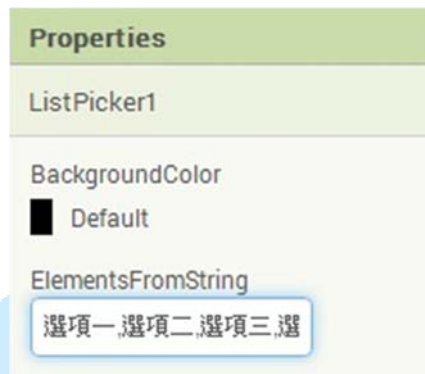 Properties
ListPicker1
BackgroundColor
Default
ElementsFromString
選項一,選項二,選項三,選